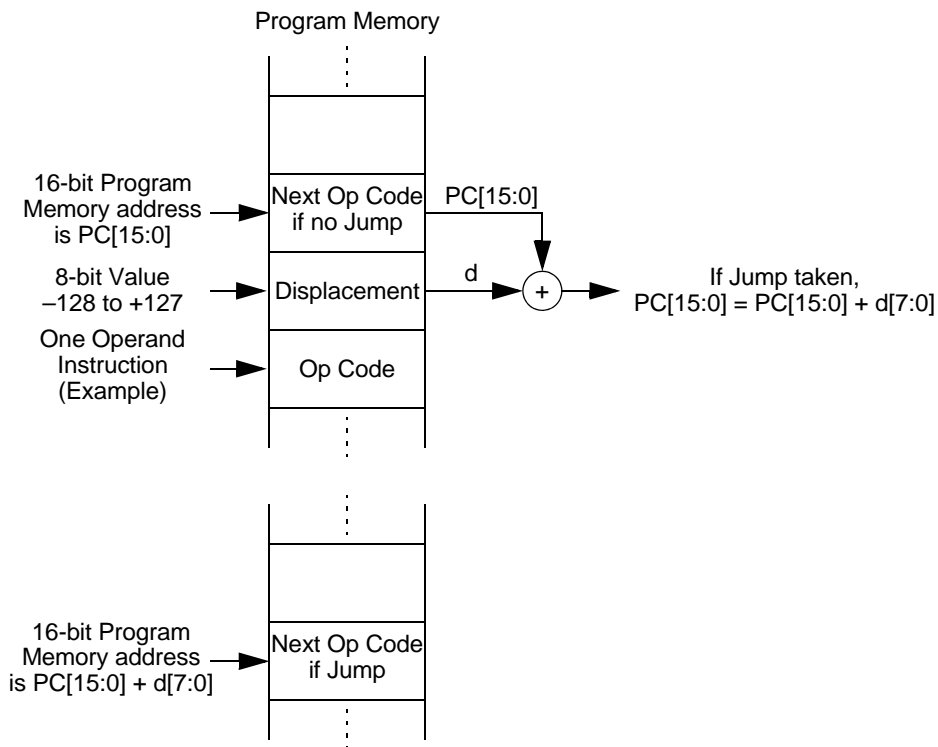 Program Memory
16-bit Program
Memory address
is PC[15:0]
Next Op Code
if no Jump
PC[15:0]
8-bit Value
–128 to +127
Displacement
d
+
If Jump taken,
PC[15:0] = PC[15:0] + d[7:0]
One Operand
Instruction
(Example)
Op Code
16-bit Program
Memory address
is PC[15:0] + d[7:0]
Next Op Code
if Jump